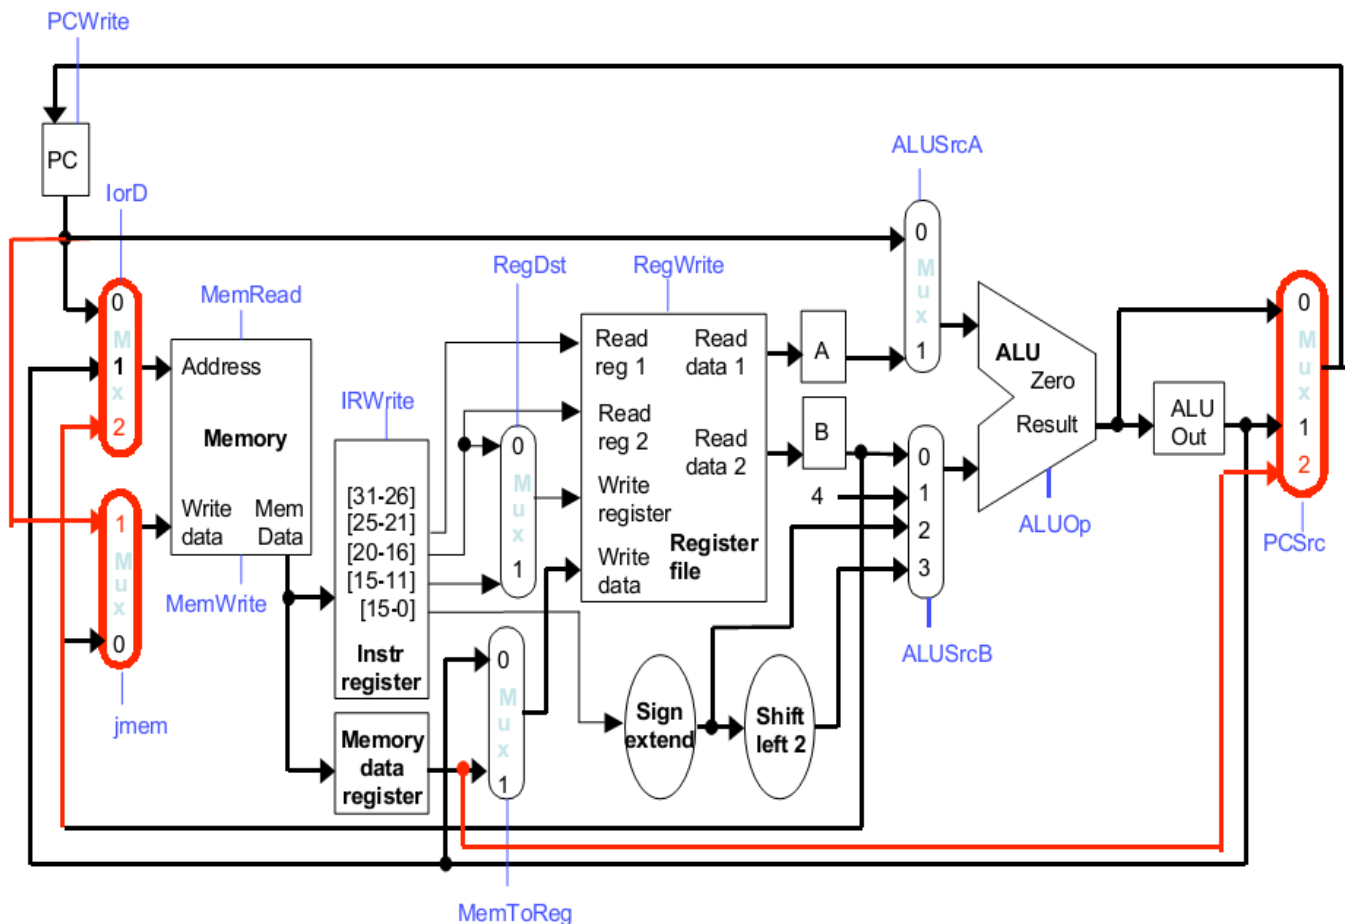 PCWrite
PC
IorD
0
M
u
1
x
2
MemRead
Address
Memory
Write
data
Mem
Data
MemWrite
1
M
u
x
0
jmem
IRWrite
[31-26]
[25-21]
[20-16]
[15-11]
[15-0]
Instr
register
Memory
data
register
RegDst
0
M
u
x
1
0
M
u
x
1
MemToReg
RegWrite
Read
reg 1
Read
data 1
Read
reg 2
Read
data 2
Write
register
Write
data
Register
file
Sign
extend
Shift
left 2
A
B
4
ALUSrcA
0
M
u
x
1
0
1
2
3
ALUSrcB
ALU
Zero
Result
ALUOp
ALU
Out
0
M
u
x
1
2
PCSrc